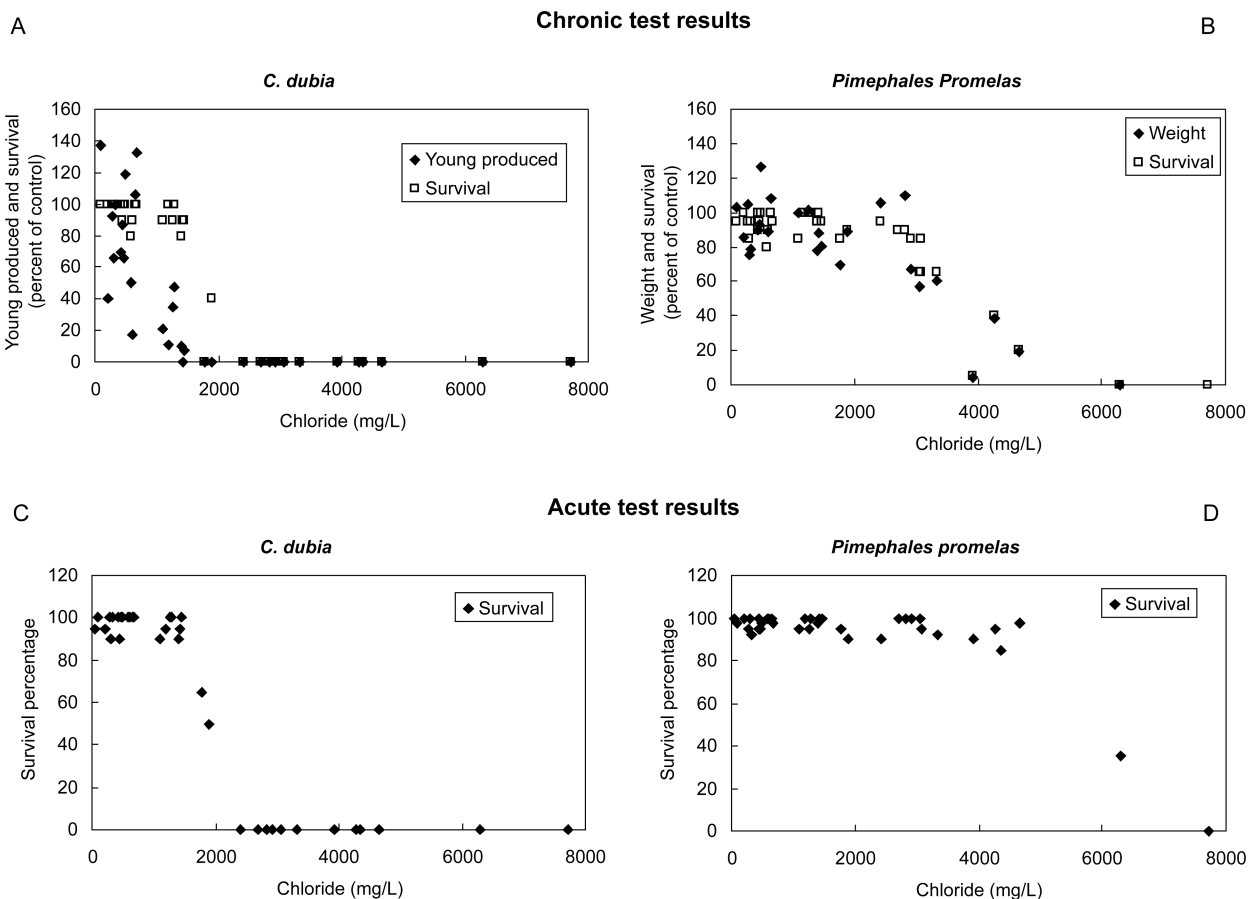 Chronic test results
A
B
C. dubia
Young produced and survival
(percent of control)
160
140
120
100
80
60
40
20
0
Young produced
Survival
0 2000 4000 6000 8000
Chloride (mg/L)
Pimephales Promelas
Weight and survival
(percent of control)
160
140
120
100
80
60
40
20
0
Weight
Survival
0 2000 4000 6000 8000
Chloride (mg/L)
Acute test results
C
D
C. dubia
Survival percentage
120
100
80
60
40
20
0
Survival
0 2000 4000 6000 8000
Chloride (mg/L)
Pimephales promelas
Survival percentage
120
100
80
60
40
20
0
Survival
0 2000 4000 6000 8000
Chloride (mg/L)